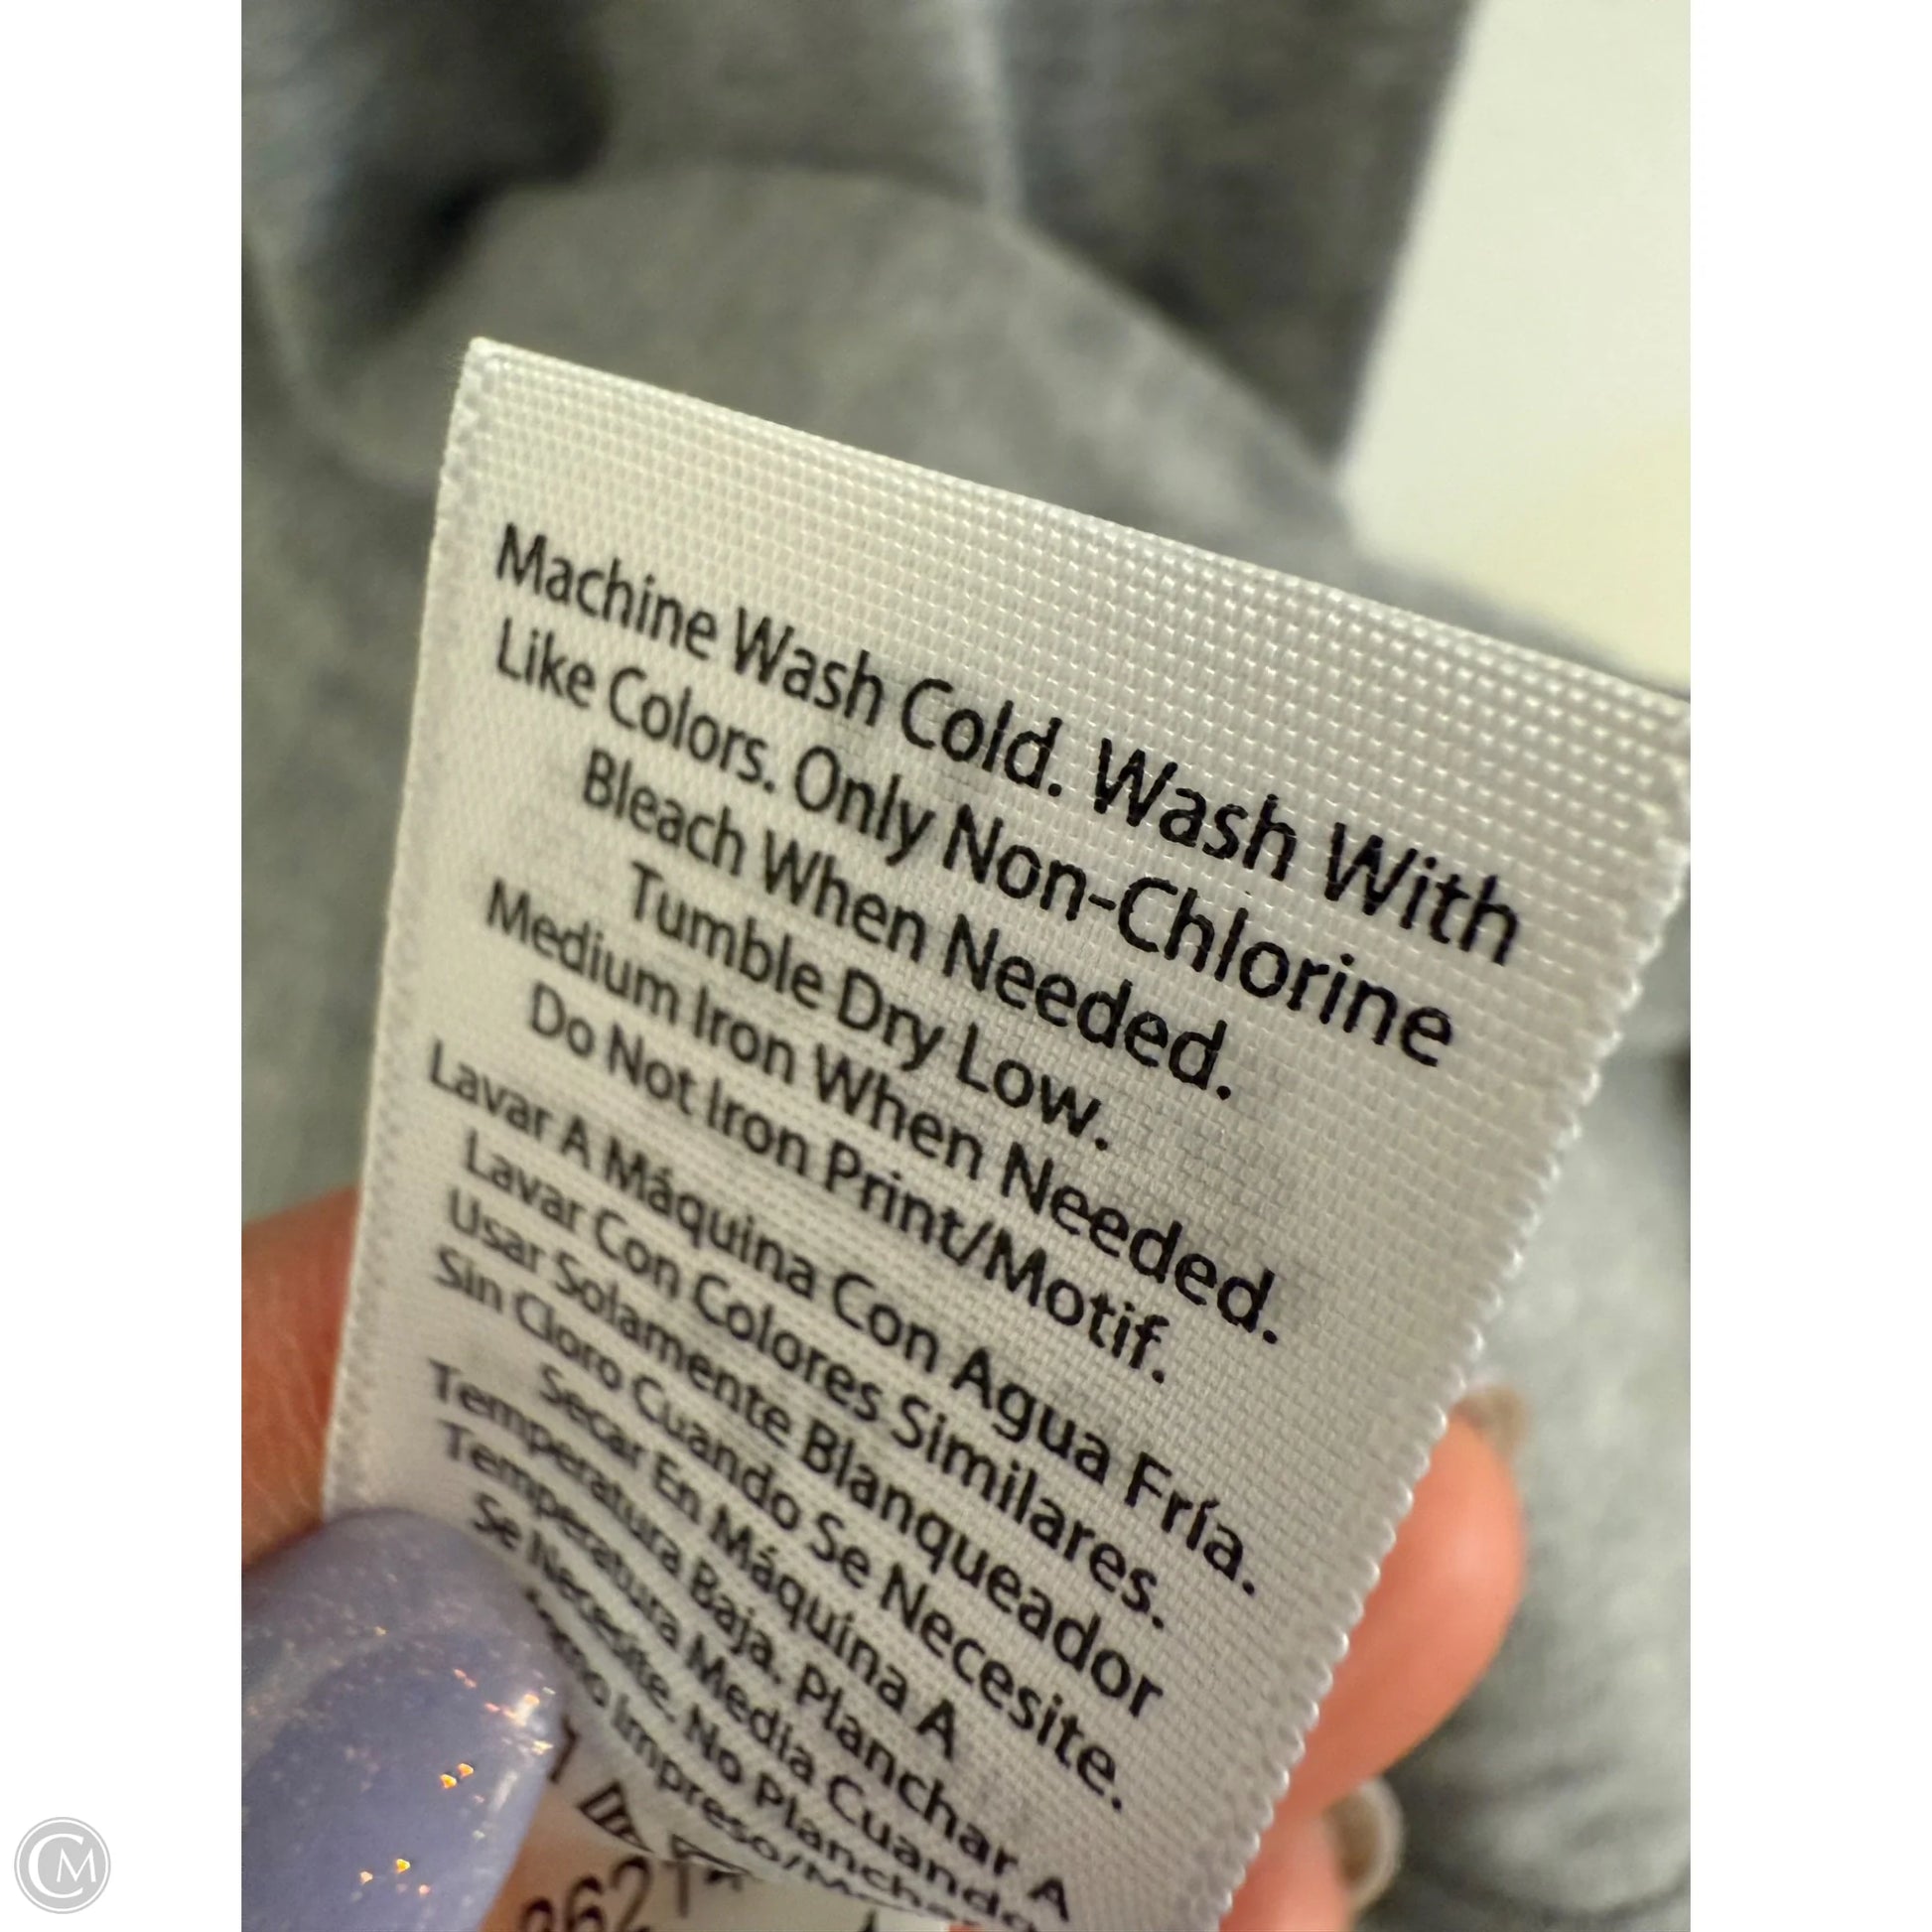 Machine Wash Cold. Wash With
Like Colors. Only Non-Chlorine
Bleach When Needed.
Tumble Dry Low.
Medium Iron When Needed.
Do Not Iron Print/Motif.
Lavar A Máquina Con Agua Fría.
Lavar Con Colores Similares.
Usar Solamente Blanqueador
Sin Cloro Cuando Se Necesite.
Secar En Máquina A
Temperatura Baja. Planchar A
Temperatura Media Cuando
Se Necesite. No Planchar
Impreso/
CM